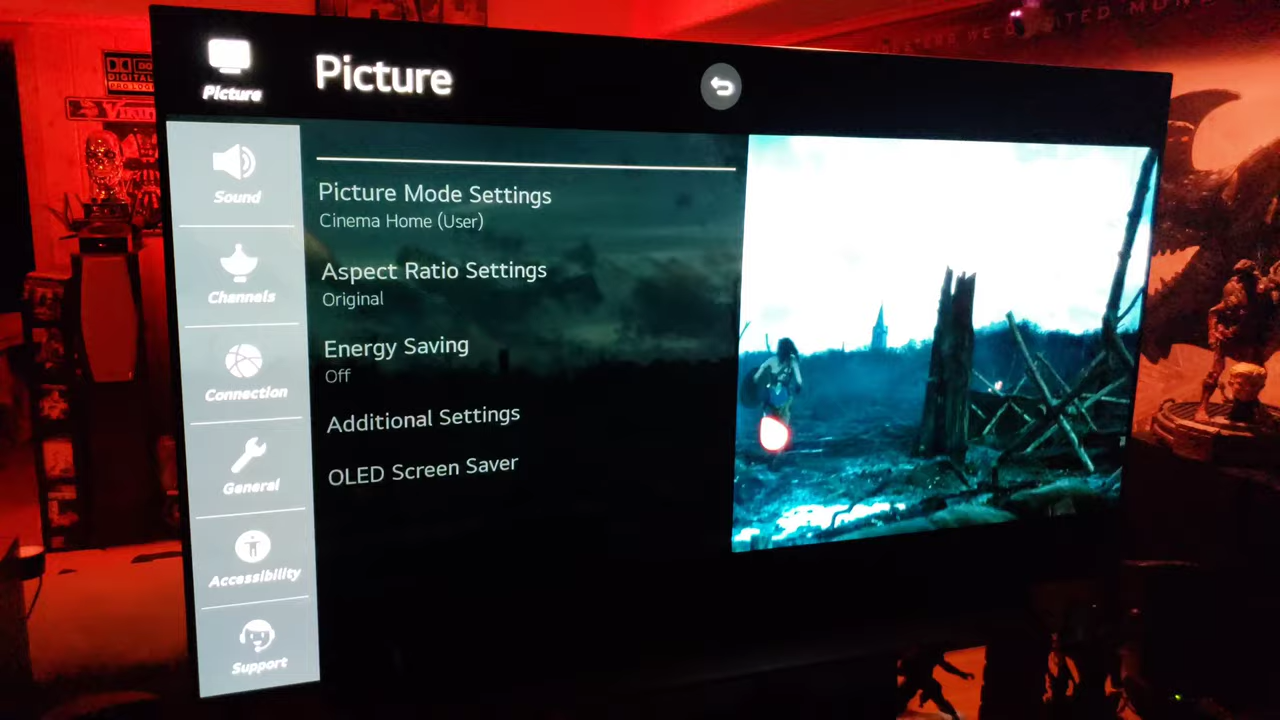 Picture
Picture
Sound
Channels
Connection
General
Accessibility
Support
Picture Mode Settings
Cinema Home (User)
Aspect Ratio Settings
Original
Energy Saving
Off
Additional Settings
OLED Screen Saver
DIGITAL